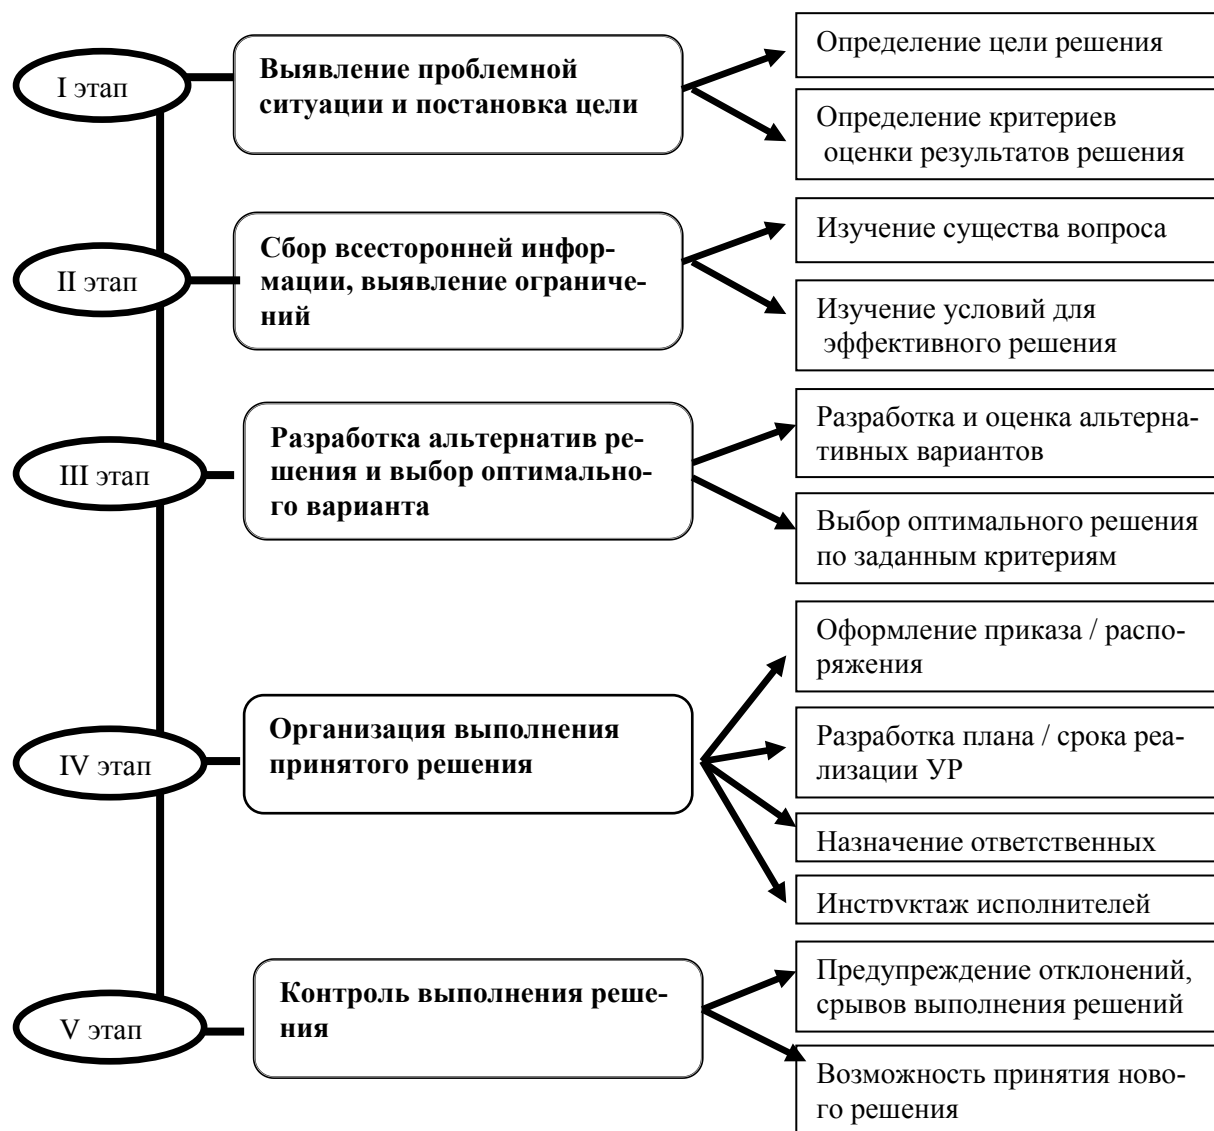 I этап
Выявление проблемной
ситуации и постановка цели
Определение цели решения
Определение критериев
оценки результатов решения
II этап
Сбор всесторонней инфор-
мации, выявление ограниче-
ний
Изучение существа вопроса
Изучение условий для
эффективного решения
III этап
Разработка альтернатив ре-
шения и выбор оптимально-
го варианта
Разработка и оценка альтерна-
тивных вариантов
Выбор оптимального решения
по заданным критериям
IV этап
Организация выполнения
принятого решения
Оформление приказа / распо-
ряжения
Разработка плана / срока реа-
лизации УР
Назначение ответственных
Инструктаж исполнителей
V этап
Контроль выполнения реше-
ния
Предупреждение отклонений,
срывов выполнения решений
Возможность принятия ново-
го решения